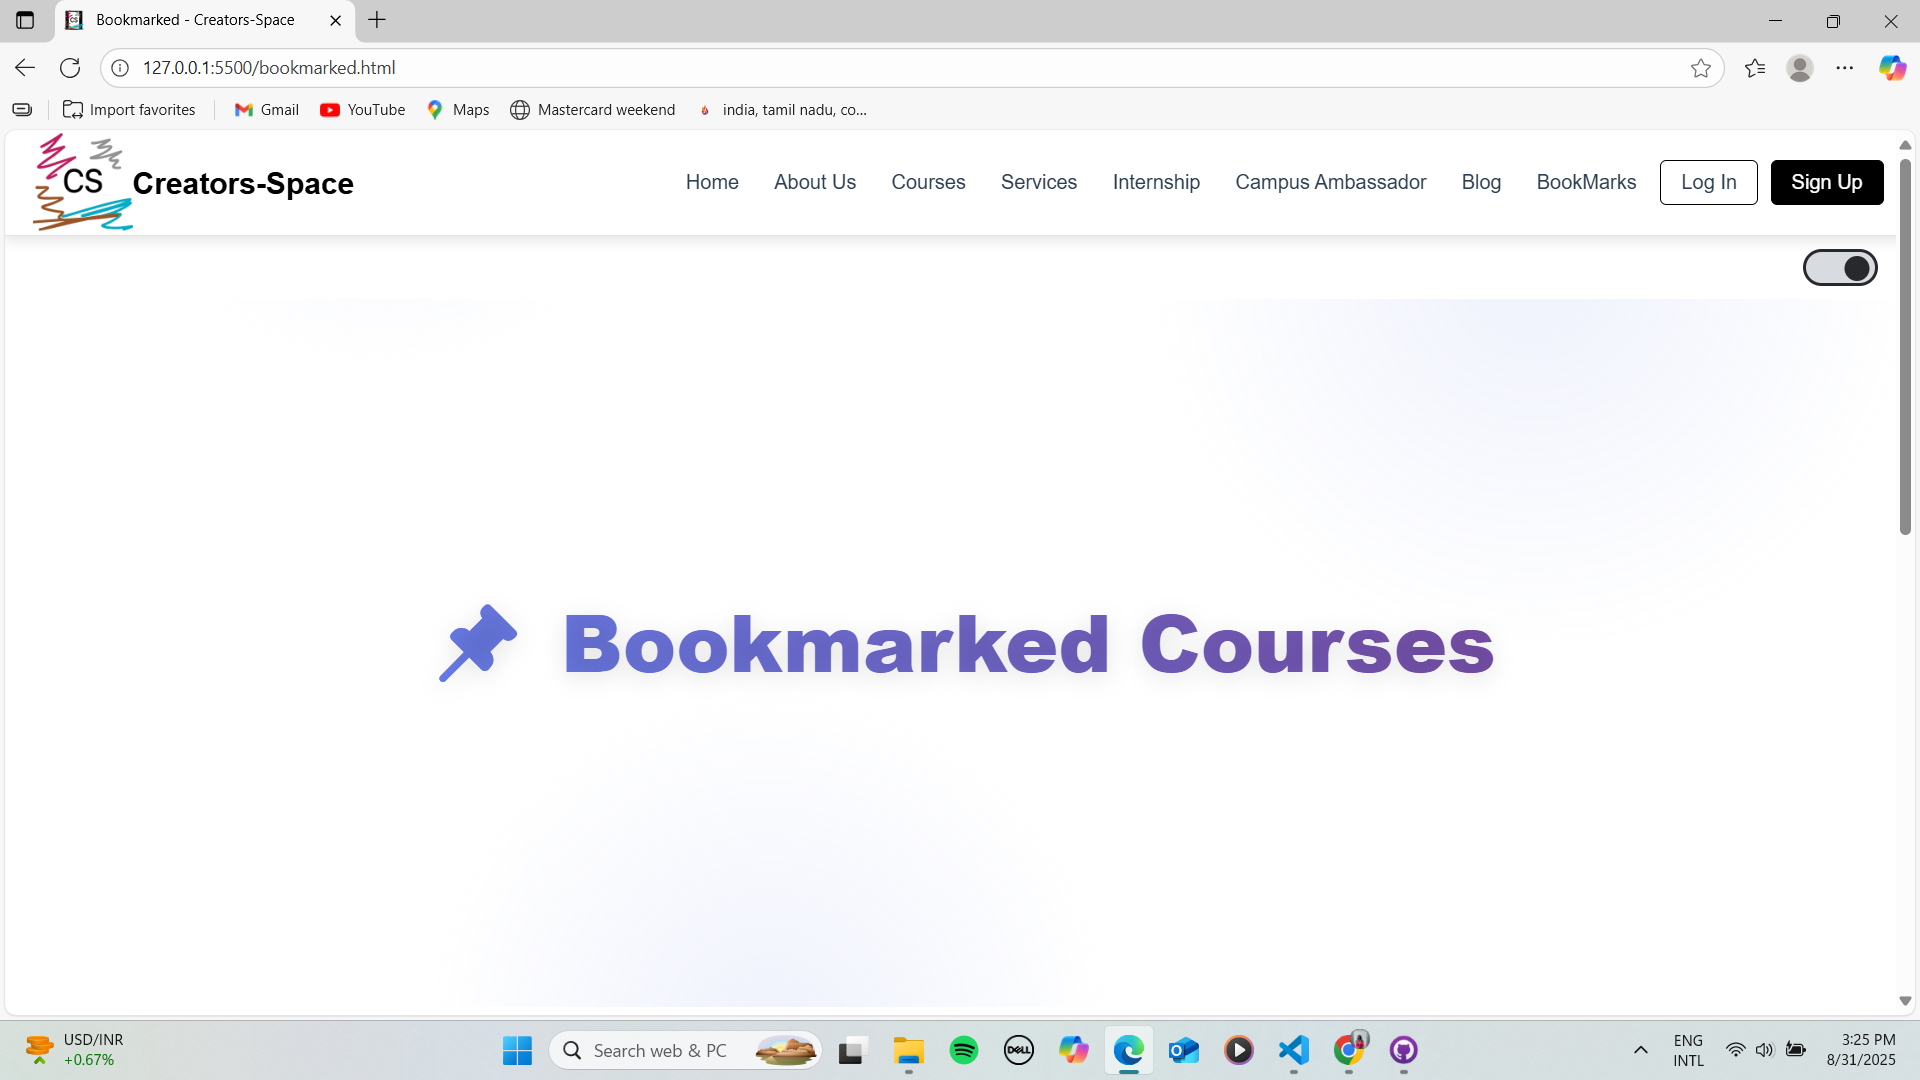 Bookmarked - Creators-Space
127.0.0.1:5500/bookmarked.html
Import favorites
Gmail
YouTube
Maps
Mastercard weekend
india, tamil nadu, co...
CS
Creators-Space
Home
About Us
Courses
Services
Internship
Campus Ambassador
Blog
BookMarks
Log In
Sign Up
Bookmarked Courses
USD/INR
+0.67%
Search web & PC
DELL
ENG
INTL
3:25 PM
8/31/2025